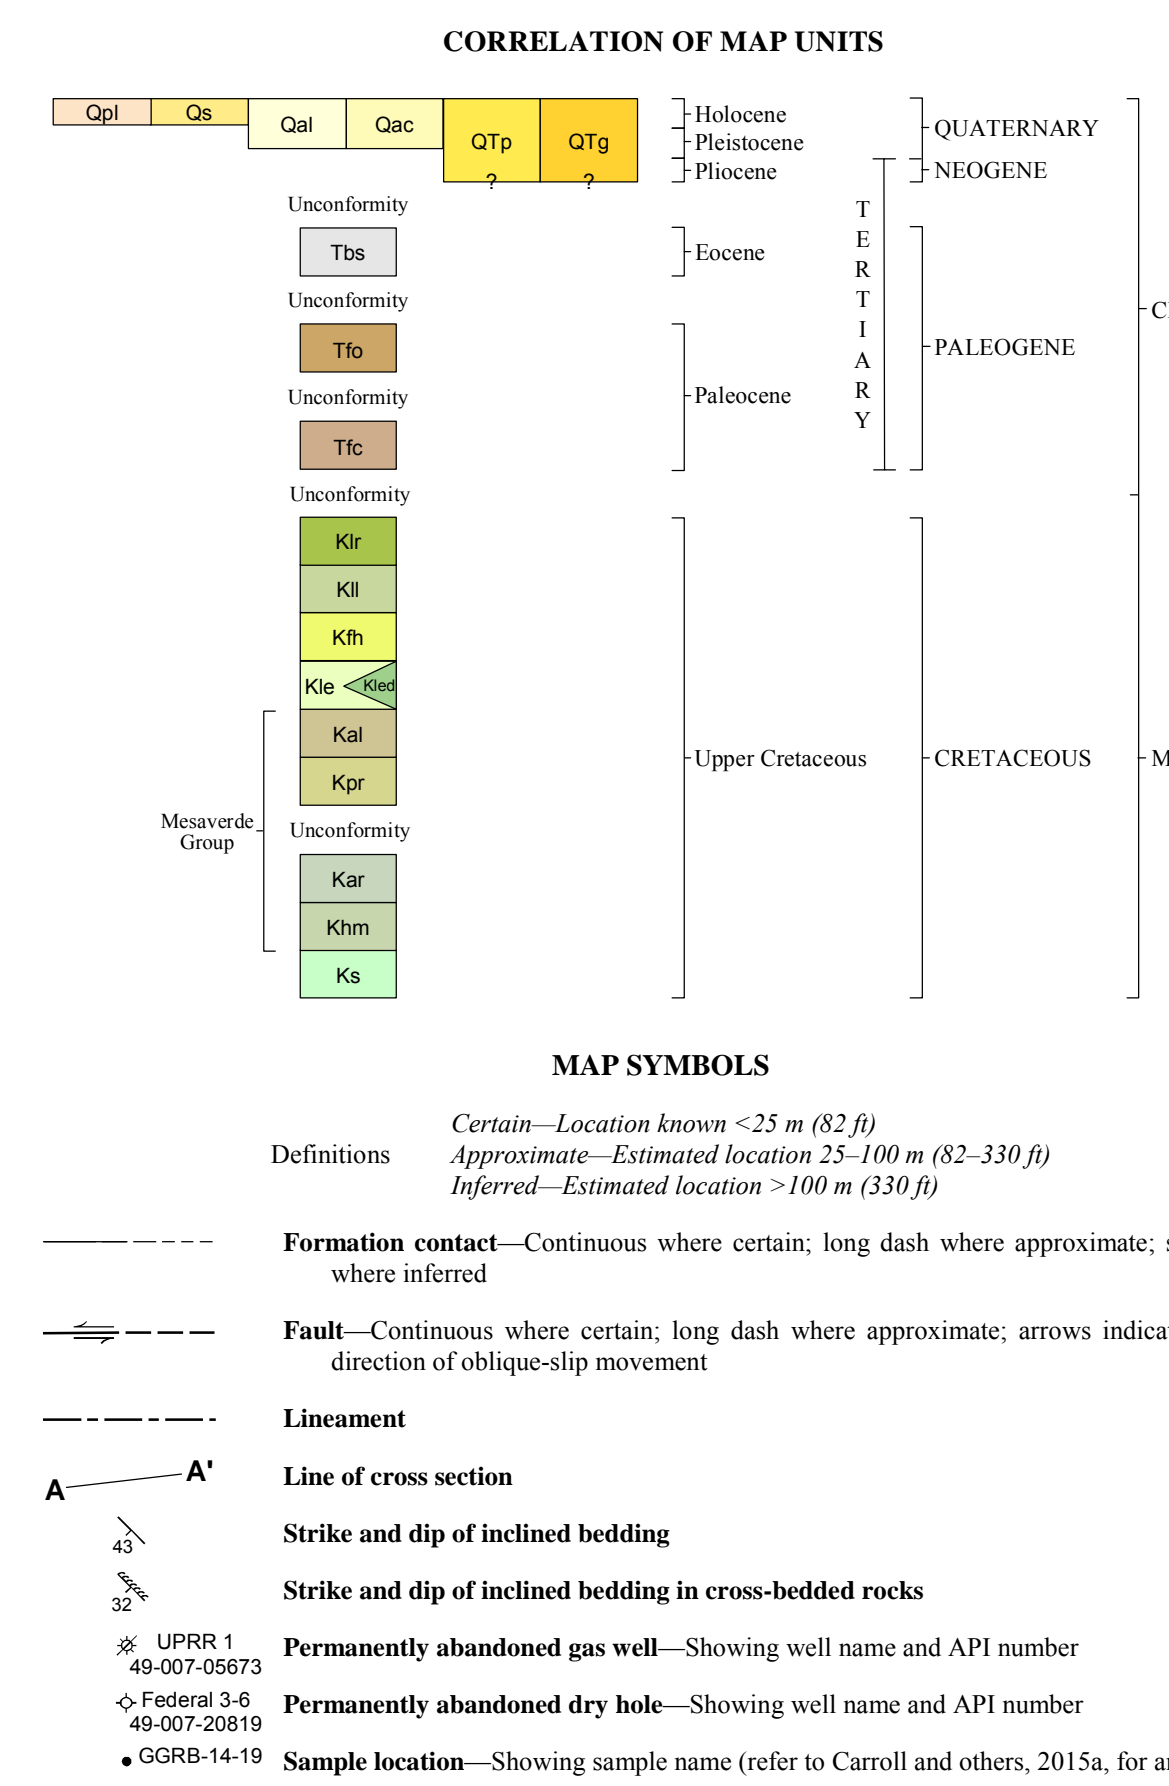 CORRELATION OF MAP UNITS
Qpl Qs Qal Qac QTp QTg
? ?
Holocene
Pleistocene
Pliocene
QUATERNARY
NEOGENE
Unconformity
Tbs
Eocene
Unconformity
Tfo
Paleocene
Unconformity
Tfc
TERTIARY
PALEOGENE
Unconformity
Klr
Kll
Kfh
Kle Kled
Kal
Kpr
Mesaverde
Group
Unconformity
Kar
Khm
Ks
Upper Cretaceous
CRETACEOUS
MAP SYMBOLS
Definitions
Certain—Location known <25 m (82 ft)
Approximate—Estimated location 25–100 m (82–330 ft)
Inferred—Estimated location >100 m (330 ft)
Formation contact—Continuous where certain; long dash where approximate;
where inferred
Fault—Continuous where certain; long dash where approximate; arrows
direction of oblique-slip movement
Lineament
A A'
Line of cross section
43
Strike and dip of inclined bedding
32
Strike and dip of inclined bedding in cross-bedded rocks
UPRR 1
49-007-05673
Permanently abandoned gas well—Showing well name and API number
Federal 3-6
49-007-20819
Permanently abandoned dry hole—Showing well name and API number
GGRB-14-19
Sample location—Showing sample name (refer to Carroll and others, 2015a, for